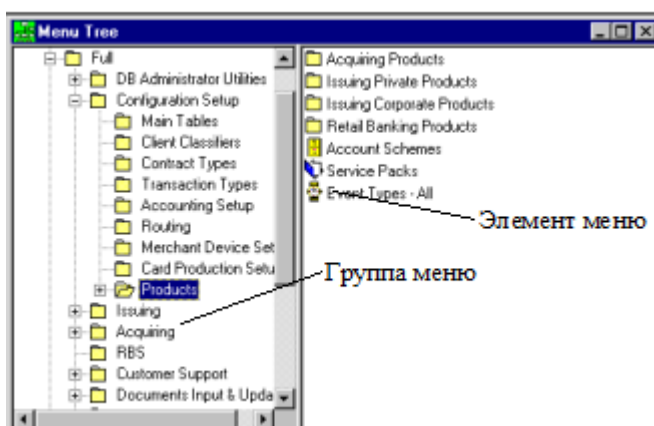 Menu Tree
Full
DB Administrator Utilities
Configuration Setup
Main Tables
Client Classifiers
Contract Types
Transaction Types
Accounting Setup
Routing
Merchant Device Set
Card Production Setu
Products
Issuing
Acquiring
RBS
Customer Support
Documents Input & Upda
Acquiring Products
Issuing Private Products
Issuing Corporate Products
Retail Banking Products
Account Schemes
Service Packs
Event Types - All
Элемент меню
Группа меню